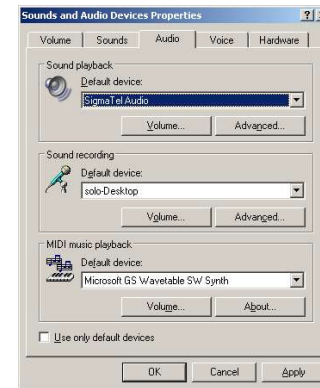 Sounds and Audio Devices Properties
Volume Sounds Audio Voice Hardware
Sound playback
Default device:
SigmaTel Audio
Volume... Advanced...
Sound recording
Default device:
solo-Desktop
Volume... Advanced...
MIDI music playback
Default device:
Microsoft GS Wavetable SW Synth
Volume... About...
Use only default devices
OK Cancel Apply